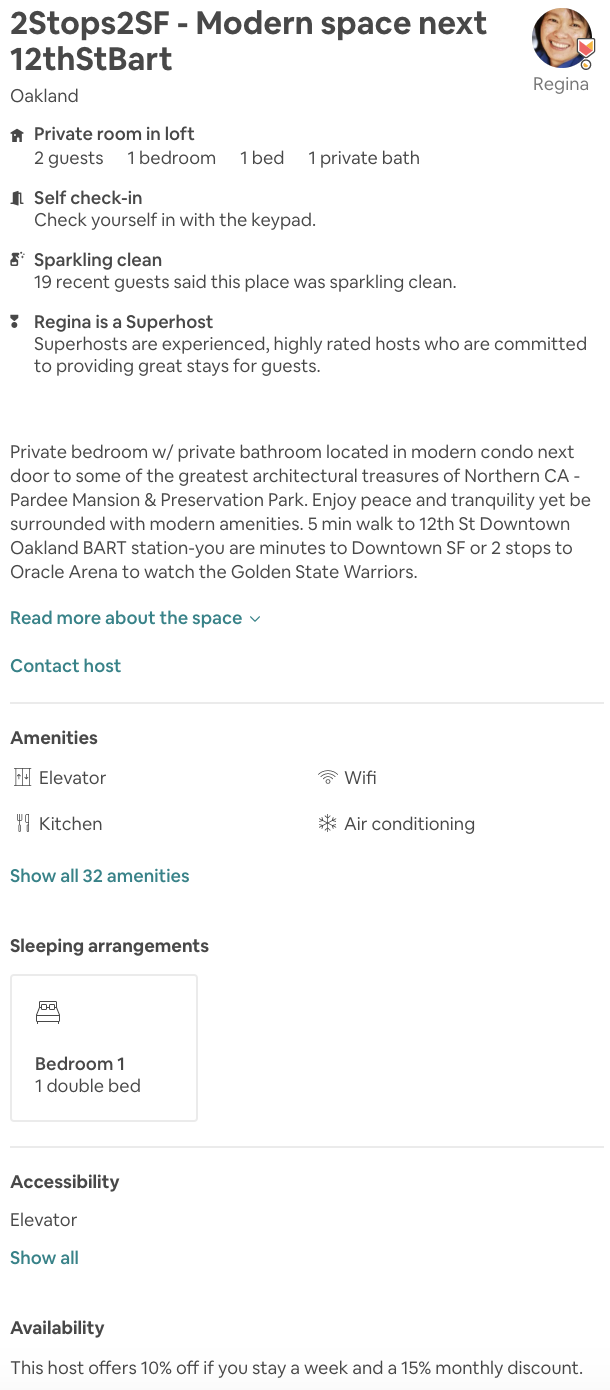 2Stops2SF - Modern space next
12thStBart
Regina
Oakland
Private room in loft
2 guests 1 bedroom 1 bed 1 private bath
Self check-in
Check yourself in with the keypad.
Sparkling clean
19 recent guests said this place was sparkling clean.
Regina is a Superhost
Superhosts are experienced, highly rated hosts who are committed
to providing great stays for guests.
Private bedroom w/ private bathroom located in modern condo next
door to some of the greatest architectural treasures of Northern CA -
Pardee Mansion & Preservation Park. Enjoy peace and tranquility yet be
surrounded with modern amenities. 5 min walk to 12th St Downtown
Oakland BART station-you are minutes to Downtown SF or 2 stops to
Oracle Arena to watch the Golden State Warriors.
Read more about the space
Contact host
Amenities
Elevator Wifi
Kitchen Air conditioning
Show all 32 amenities
Sleeping arrangements
Bedroom 1
1 double bed
Accessibility
Elevator
Show all
Availability
This host offers 10% off if you stay a week and a 15% monthly discount.